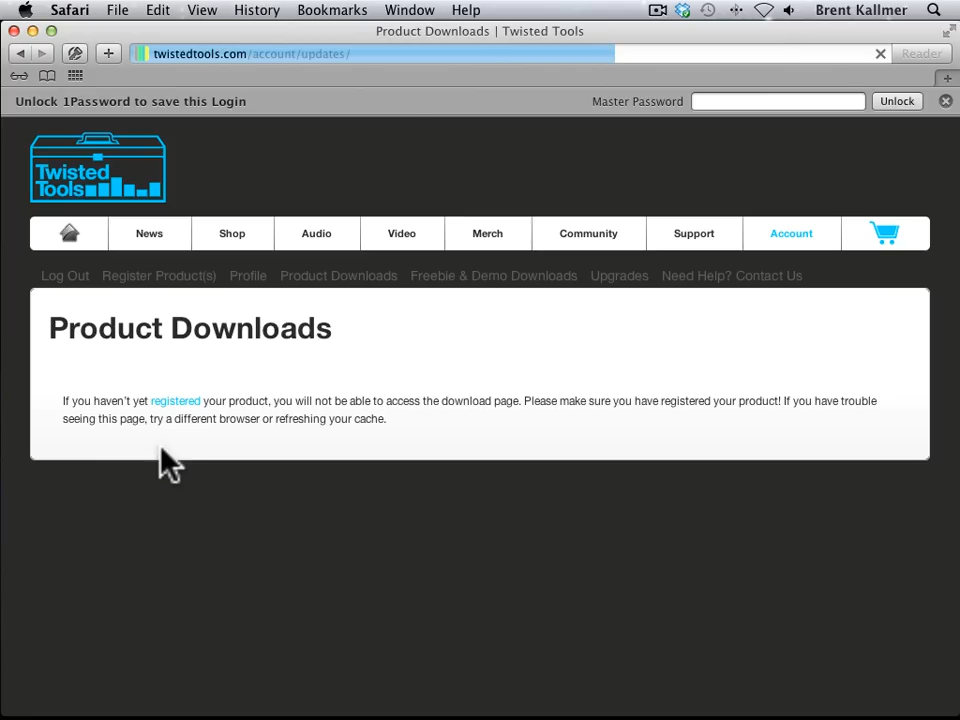 Safari File Edit View History Bookmarks Window Help Brent Kallmer
Product Downloads | Twisted Tools
twistedtools.com/account/updates/ Reader
Unlock 1Password to save this Login Master Password Unlock
Twisted
Tools
News Shop Audio Video Merch Community Support Account
Log Out Register Product(s) Profile Product Downloads Freebie & Demo Downloads Upgrades Need Help? Contact Us
Product Downloads
If you haven't yet registered your product, you will not be able to access the download page. Please make sure you have registered your product! If you have trouble
seeing this page, try a different browser or refreshing your cache.